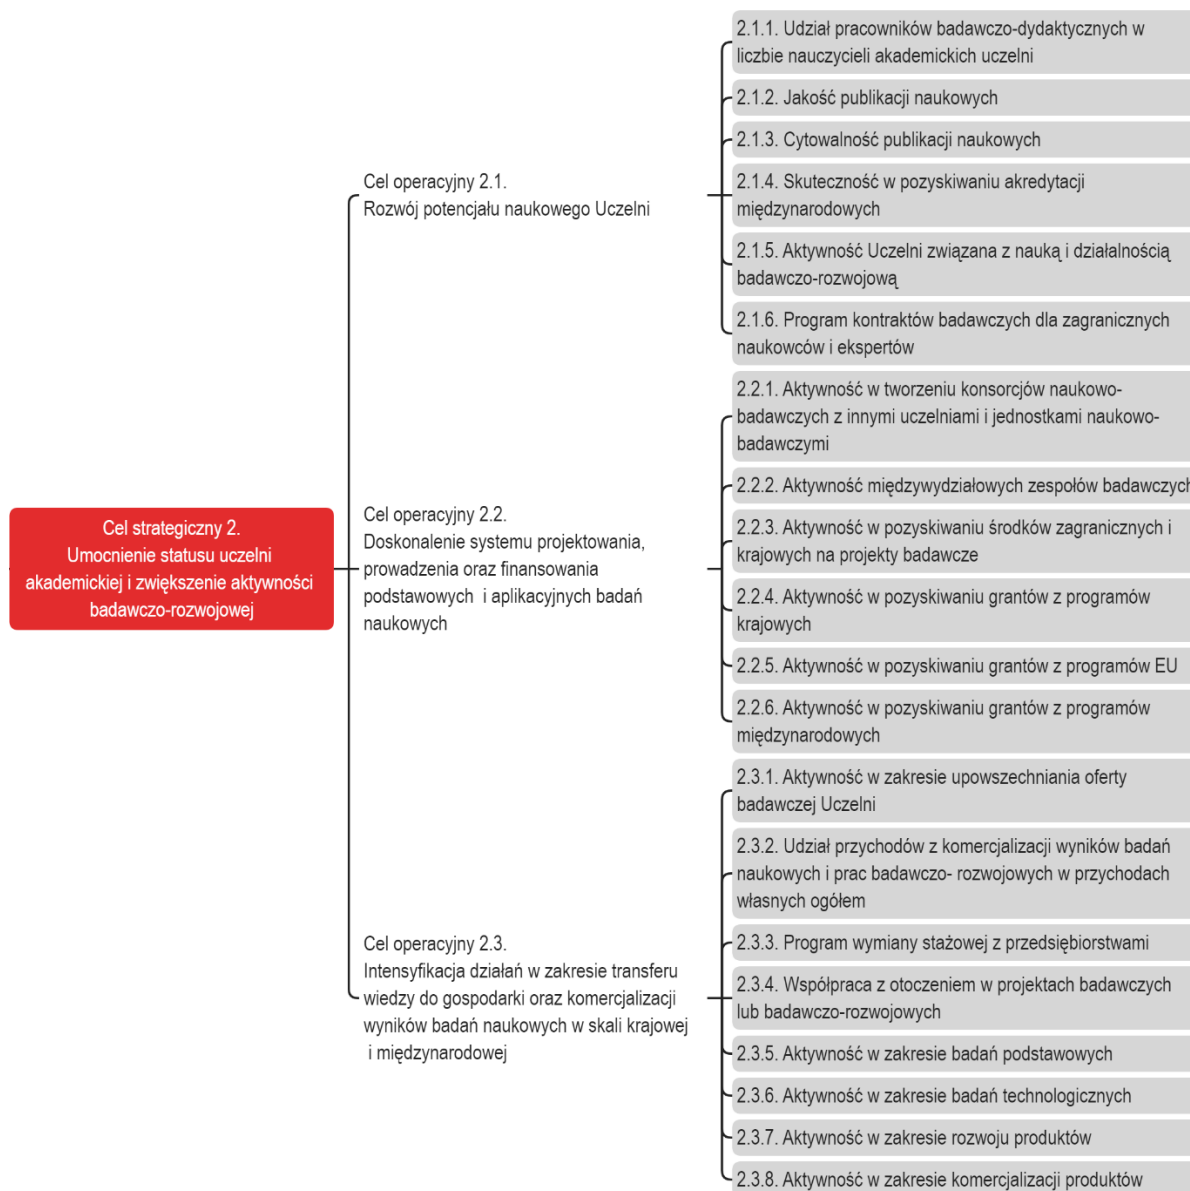 Cel strategiczny 2.
Umocnienie statusu uczelni
akademickiej i zwiększenie aktywności
badawczo-rozwojowej
Cel operacyjny 2.1.
Rozwój potencjału naukowego Uczelni
2.1.1. Udział pracowników badawczo-dydaktycznych w
liczbie nauczycieli akademickich uczelni
2.1.2. Jakość publikacji naukowych
2.1.3. Cytowalność publikacji naukowych
2.1.4. Skuteczność w pozyskiwaniu akredytacji
międzynarodowych
2.1.5. Aktywność Uczelni związana z nauką i działalnością
badawczo-rozwojową
2.1.6. Program kontraktów badawczych dla zagranicznych
naukowców i ekspertów
Cel operacyjny 2.2.
Doskonalenie systemu projektowania,
prowadzenia oraz finansowania
podstawowych i aplikacyjnych badań
naukowych
2.2.1. Aktywność w tworzeniu konsorcjów naukowo-
badawczych z innymi uczelniami i jednostkami naukowo-
badawczymi
2.2.2. Aktywność międzywydziałowych zespołów badawczych
2.2.3. Aktywność w pozyskiwaniu środków zagranicznych i
krajowych na projekty badawcze
2.2.4. Aktywność w pozyskiwaniu grantów z programów
krajowych
2.2.5. Aktywność w pozyskiwaniu grantów z programów EU
2.2.6. Aktywność w pozyskiwaniu grantów z programów
międzynarodowych
Cel operacyjny 2.3.
Intensyfikacja działań w zakresie transferu
wiedzy do gospodarki oraz komercjalizacji
wyników badań naukowych w skali krajowej
i międzynarodowej
2.3.1. Aktywność w zakresie upowszechniania oferty
badawczej Uczelni
2.3.2. Udział przychodów z komercjalizacji wyników badań
naukowych i prac badawczo- rozwojowych w przychodach
własnych ogółem
2.3.3. Program wymiany stażowej z przedsiębiorstwami
2.3.4. Współpraca z otoczeniem w projektach badawczych
lub badawczo-rozwojowych
2.3.5. Aktywność w zakresie badań podstawowych
2.3.6. Aktywność w zakresie badań technologicznych
2.3.7. Aktywność w zakresie rozwoju produktów
2.3.8. Aktywność w zakresie komercjalizacji produktów